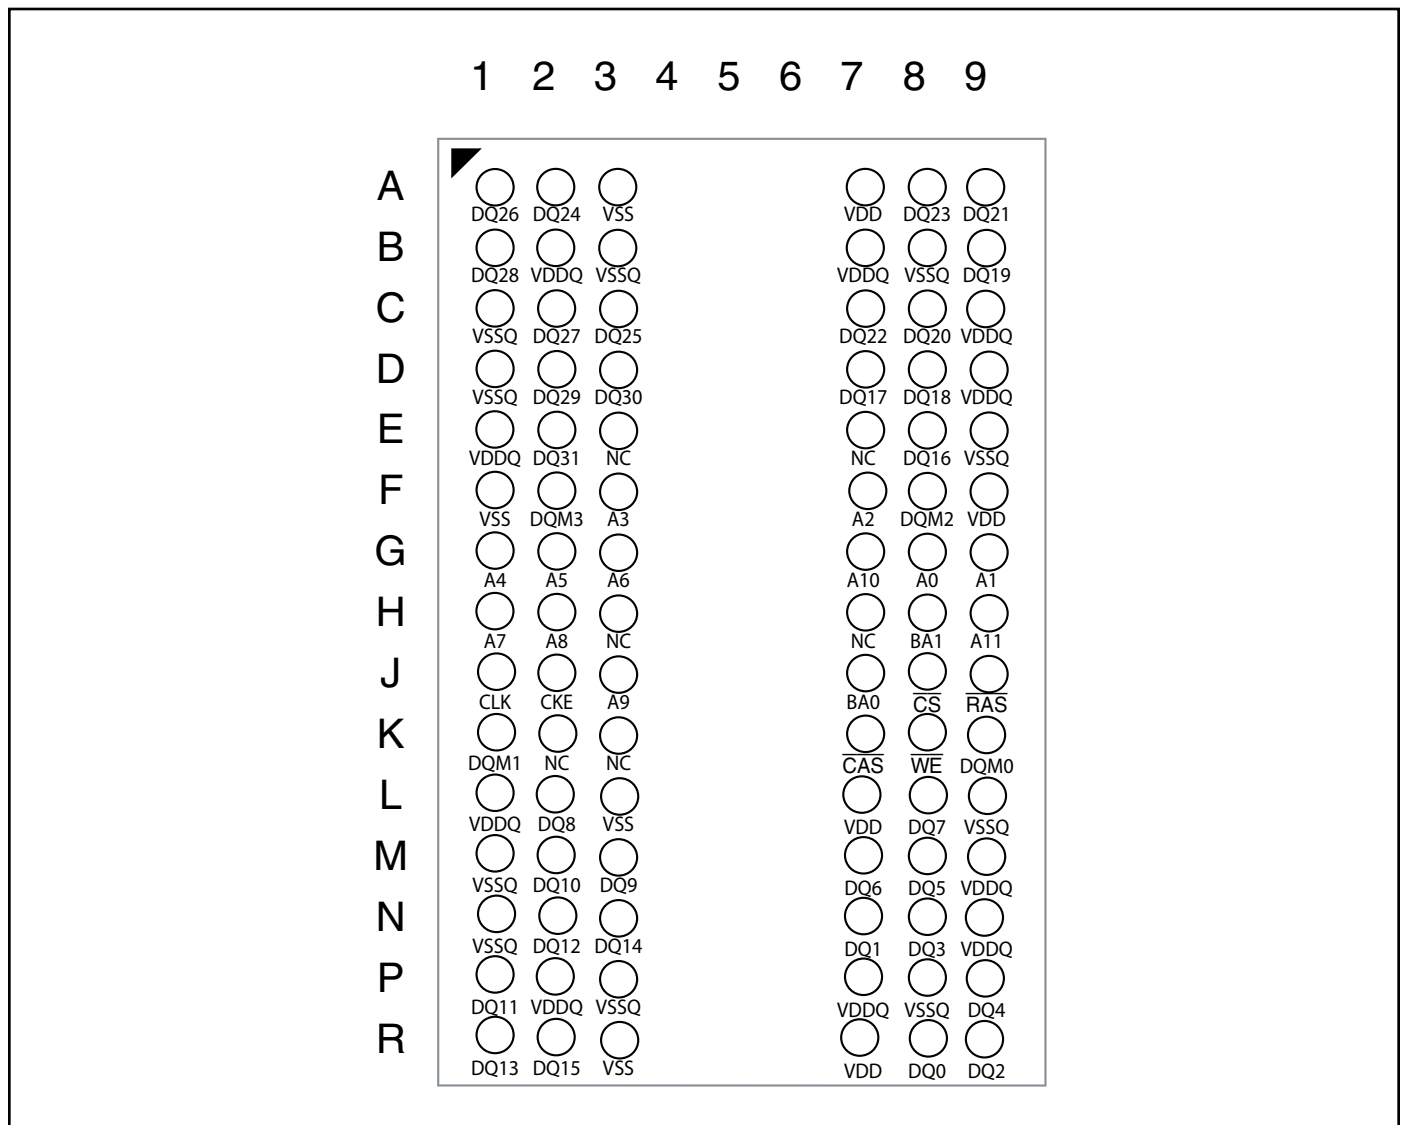 1 2 3 4 5 6 7 8 9
A
DQ26 DQ24 VSS VDD DQ23 DQ21
B
DQ28 VDDQ VSSQ VDDQ VSSQ DQ19
C
VSSQ DQ27 DQ25 DQ22 DQ20 VDDQ
D
VSSQ DQ29 DQ30 DQ17 DQ18 VDDQ
E
VDDQ DQ31 NC NC DQ16 VSSQ
F
VSS DQM3 A3 A2 DQM2 VDD
G
A4 A5 A6 A10 A0 A1
H
A7 A8 NC NC BA1 A11
J
CLK CKE A9 BA0 C̅S̅ R̅A̅S̅
K
DQM1 NC NC C̅A̅S̅ W̅E̅ DQM0
L
VDDQ DQ8 VSS VDD DQ7 VSSQ
M
VSSQ DQ10 DQ9 DQ6 DQ5 VDDQ
N
VSSQ DQ12 DQ14 DQ1 DQ3 VDDQ
P
DQ11 VDDQ VSSQ VDDQ VSSQ DQ4
R
DQ13 DQ15 VSS VDD DQ0 DQ2